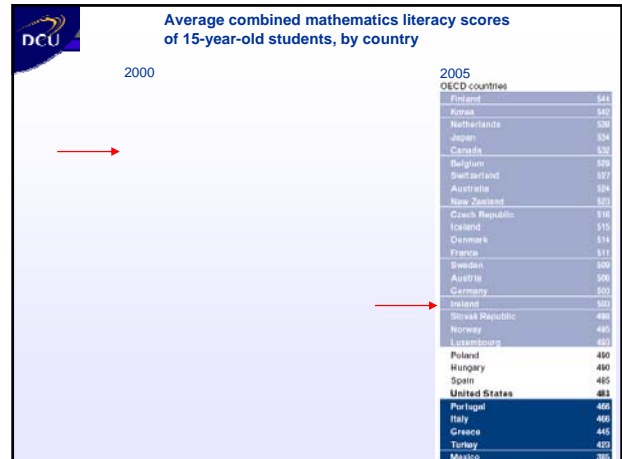 DCU
Average combined mathematics literacy scores
of 15-year-old students, by country
2000
2005
OECD countries
Finland 544
Korea 542
Netherlands 538
Japan 534
Canada 532
Belgium 529
Switzerland 527
Australia 524
New Zealand 523
Czech Republic 516
Iceland 515
Denmark 514
France 511
Sweden 509
Austria 506
Germany 503
Ireland 503
Slovak Republic 498
Norway 495
Luxembourg 493
Poland 490
Hungary 490
Spain 485
United States 483
Portugal 466
Italy 466
Greece 445
Turkey 423
Mexico 385